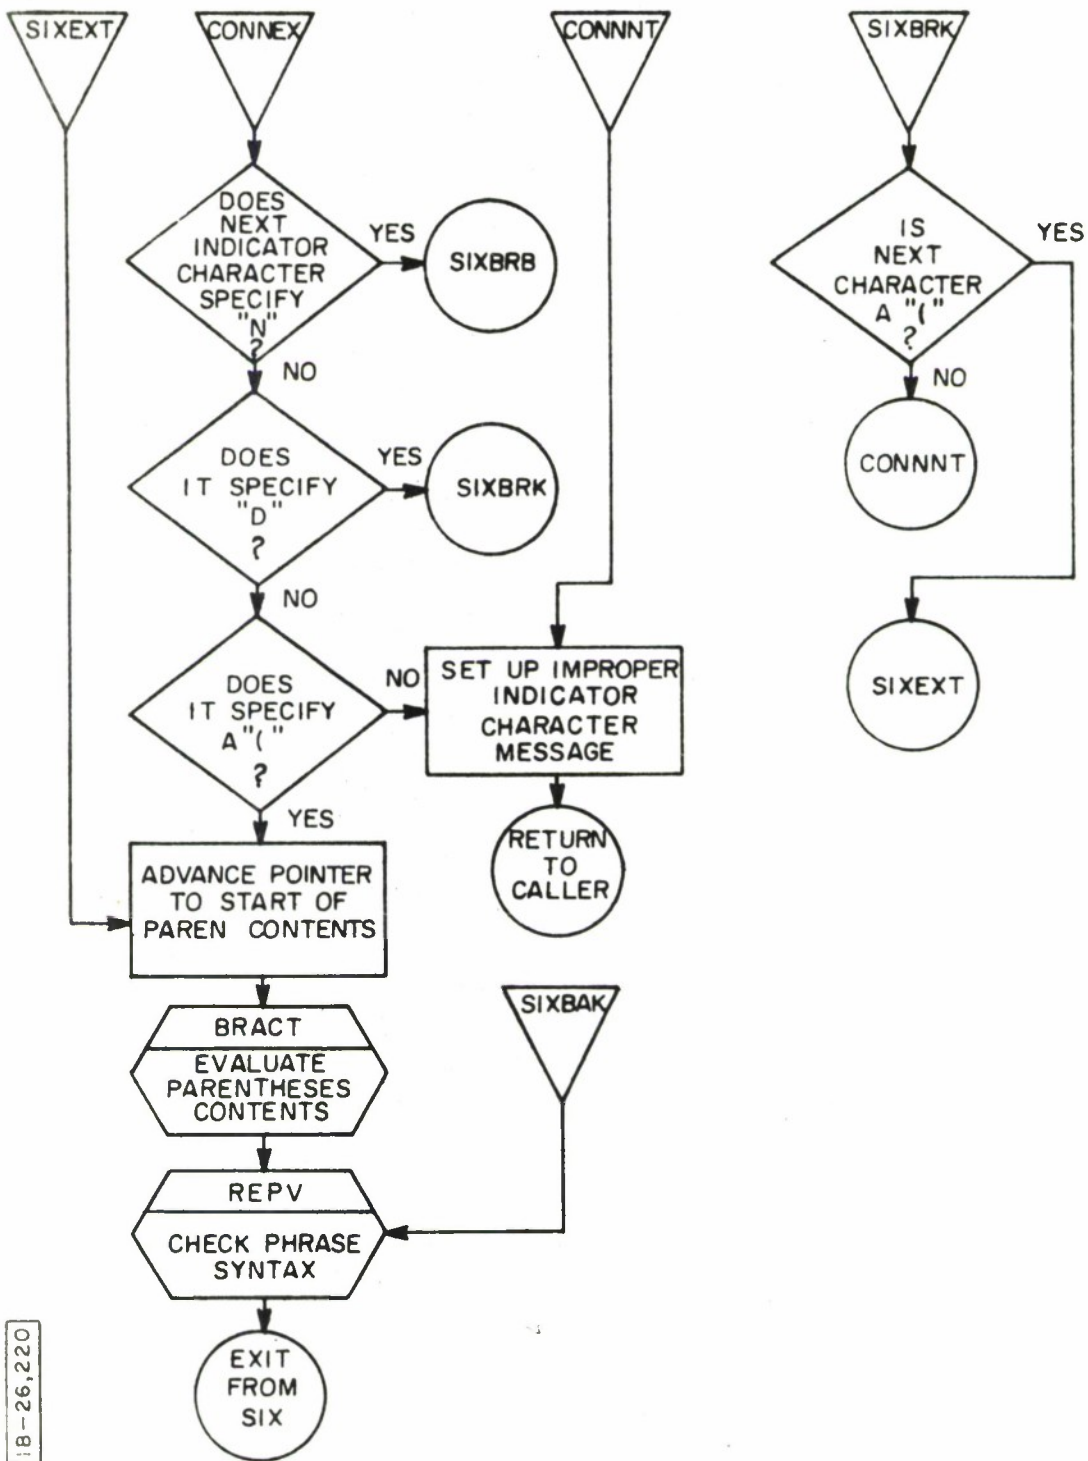 SIXEXT
CONNEX
CONNNT
SIXBRK
DOES
NEXT
INDICATOR
CHARACTER
SPECIFY
"N"
?
YES
SIXBRB
NO
DOES
IT SPECIFY
"D"
?
YES
SIXBRK
NO
DOES
IT SPECIFY
A "("
?
NO
SET UP IMPROPER
INDICATOR
CHARACTER
MESSAGE
RETURN
TO
CALLER
YES
ADVANCE POINTER
TO START OF
PAREN CONTENTS
BRACT
EVALUATE
PARENTHESES
CONTENTS
SIXBAK
REPV
CHECK PHRASE
SYNTAX
EXIT
FROM
SIX
IS
NEXT
CHARACTER
A "("
?
YES
NO
CONNNT
SIXEXT
18-26,220